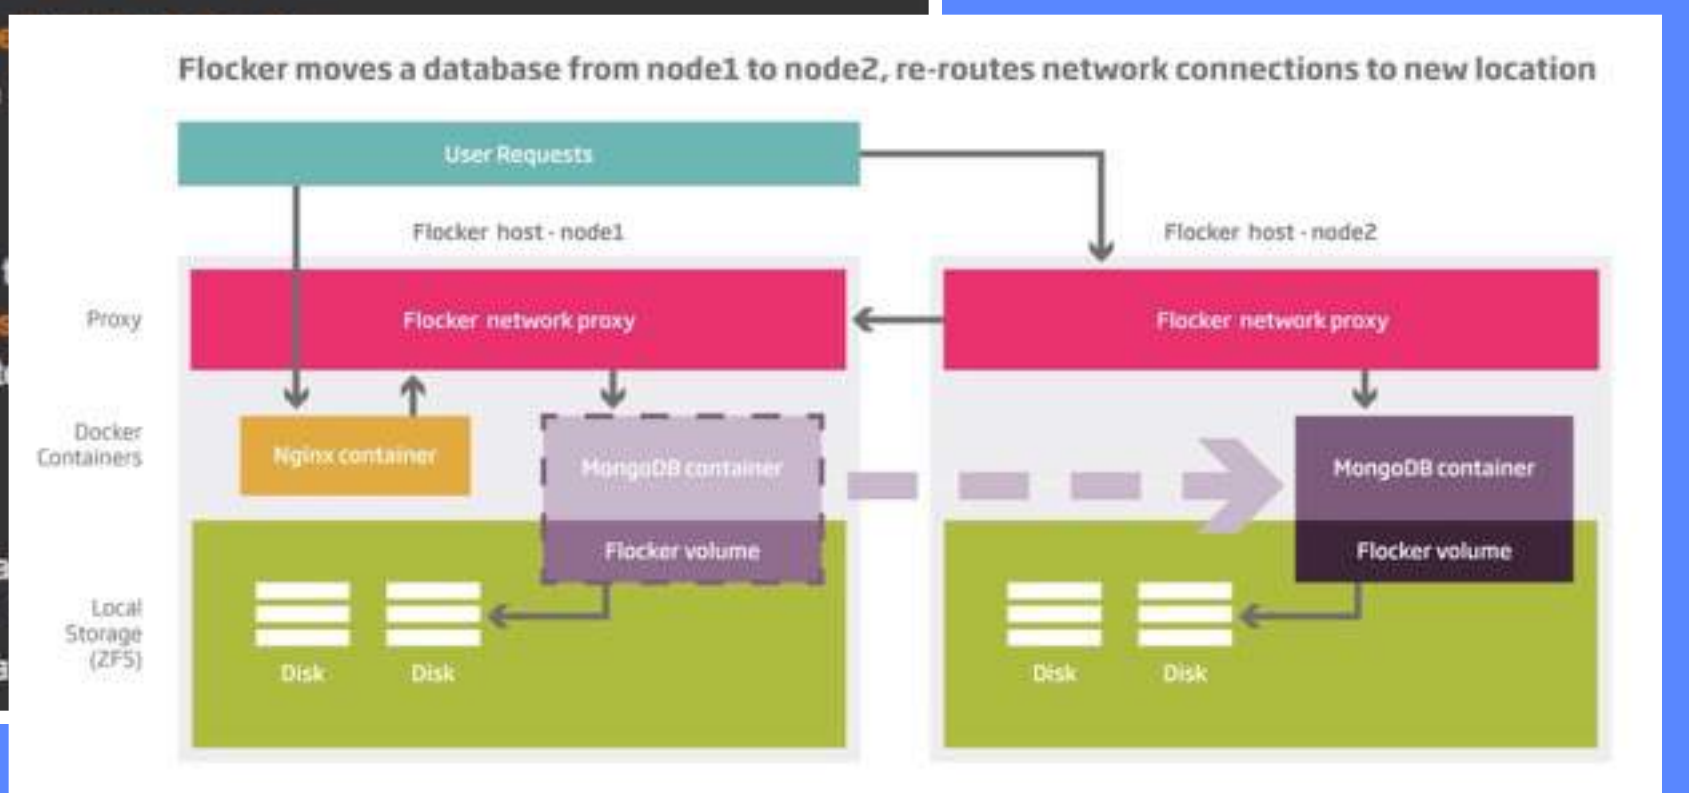 Flocker moves a database from node1 to node2, re-routes network connections to new location
User Requests
Flocker host - node1
Flocker host - node2
Proxy
Flocker network proxy
Flocker network proxy
Docker
Containers
Nginx container
MongoDB container
MongoDB container
Flocker volume
Flocker volume
Local
Storage
(ZFS)
Disk
Disk
Disk
Disk